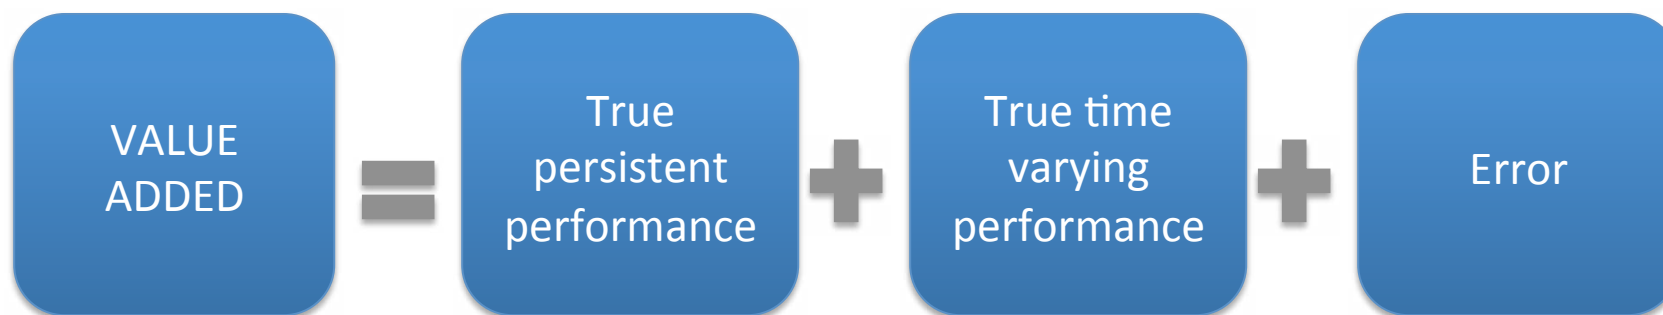 VALUE
ADDED
=
True
persistent
performance
+
True time
varying
performance
+
Error